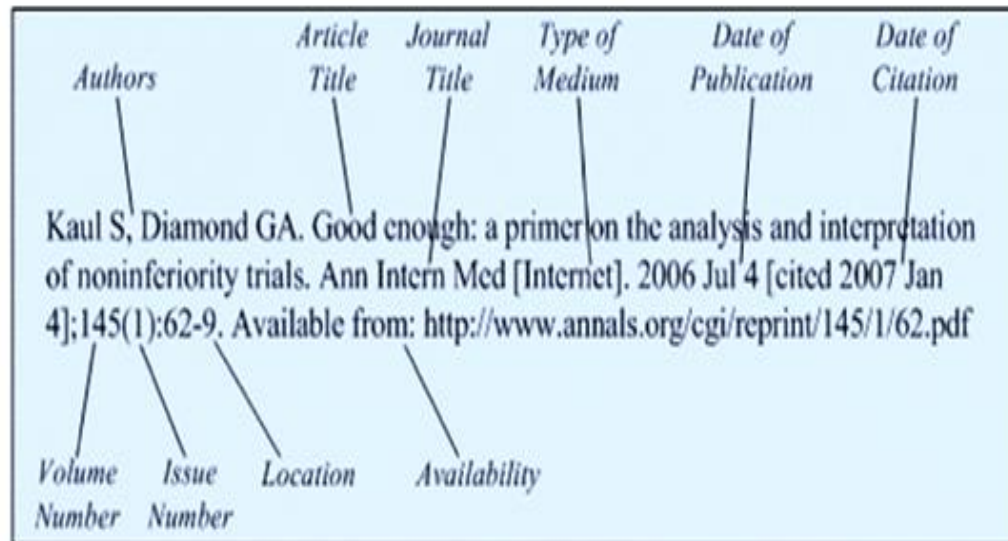 Article Journal Type of Date of Date of
Authors Title Title Medium Publication Citation
Kaul S, Diamond GA. Good enough: a primer on the analysis and interpretation
of noninferiority trials. Ann Intern Med [Internet]. 2006 Jul 4 [cited 2007 Jan
4];145(1):62-9. Available from: http://www.annals.org/cgi/reprint/145/1/62.pdf
Volume Issue Location Availability
Number Number